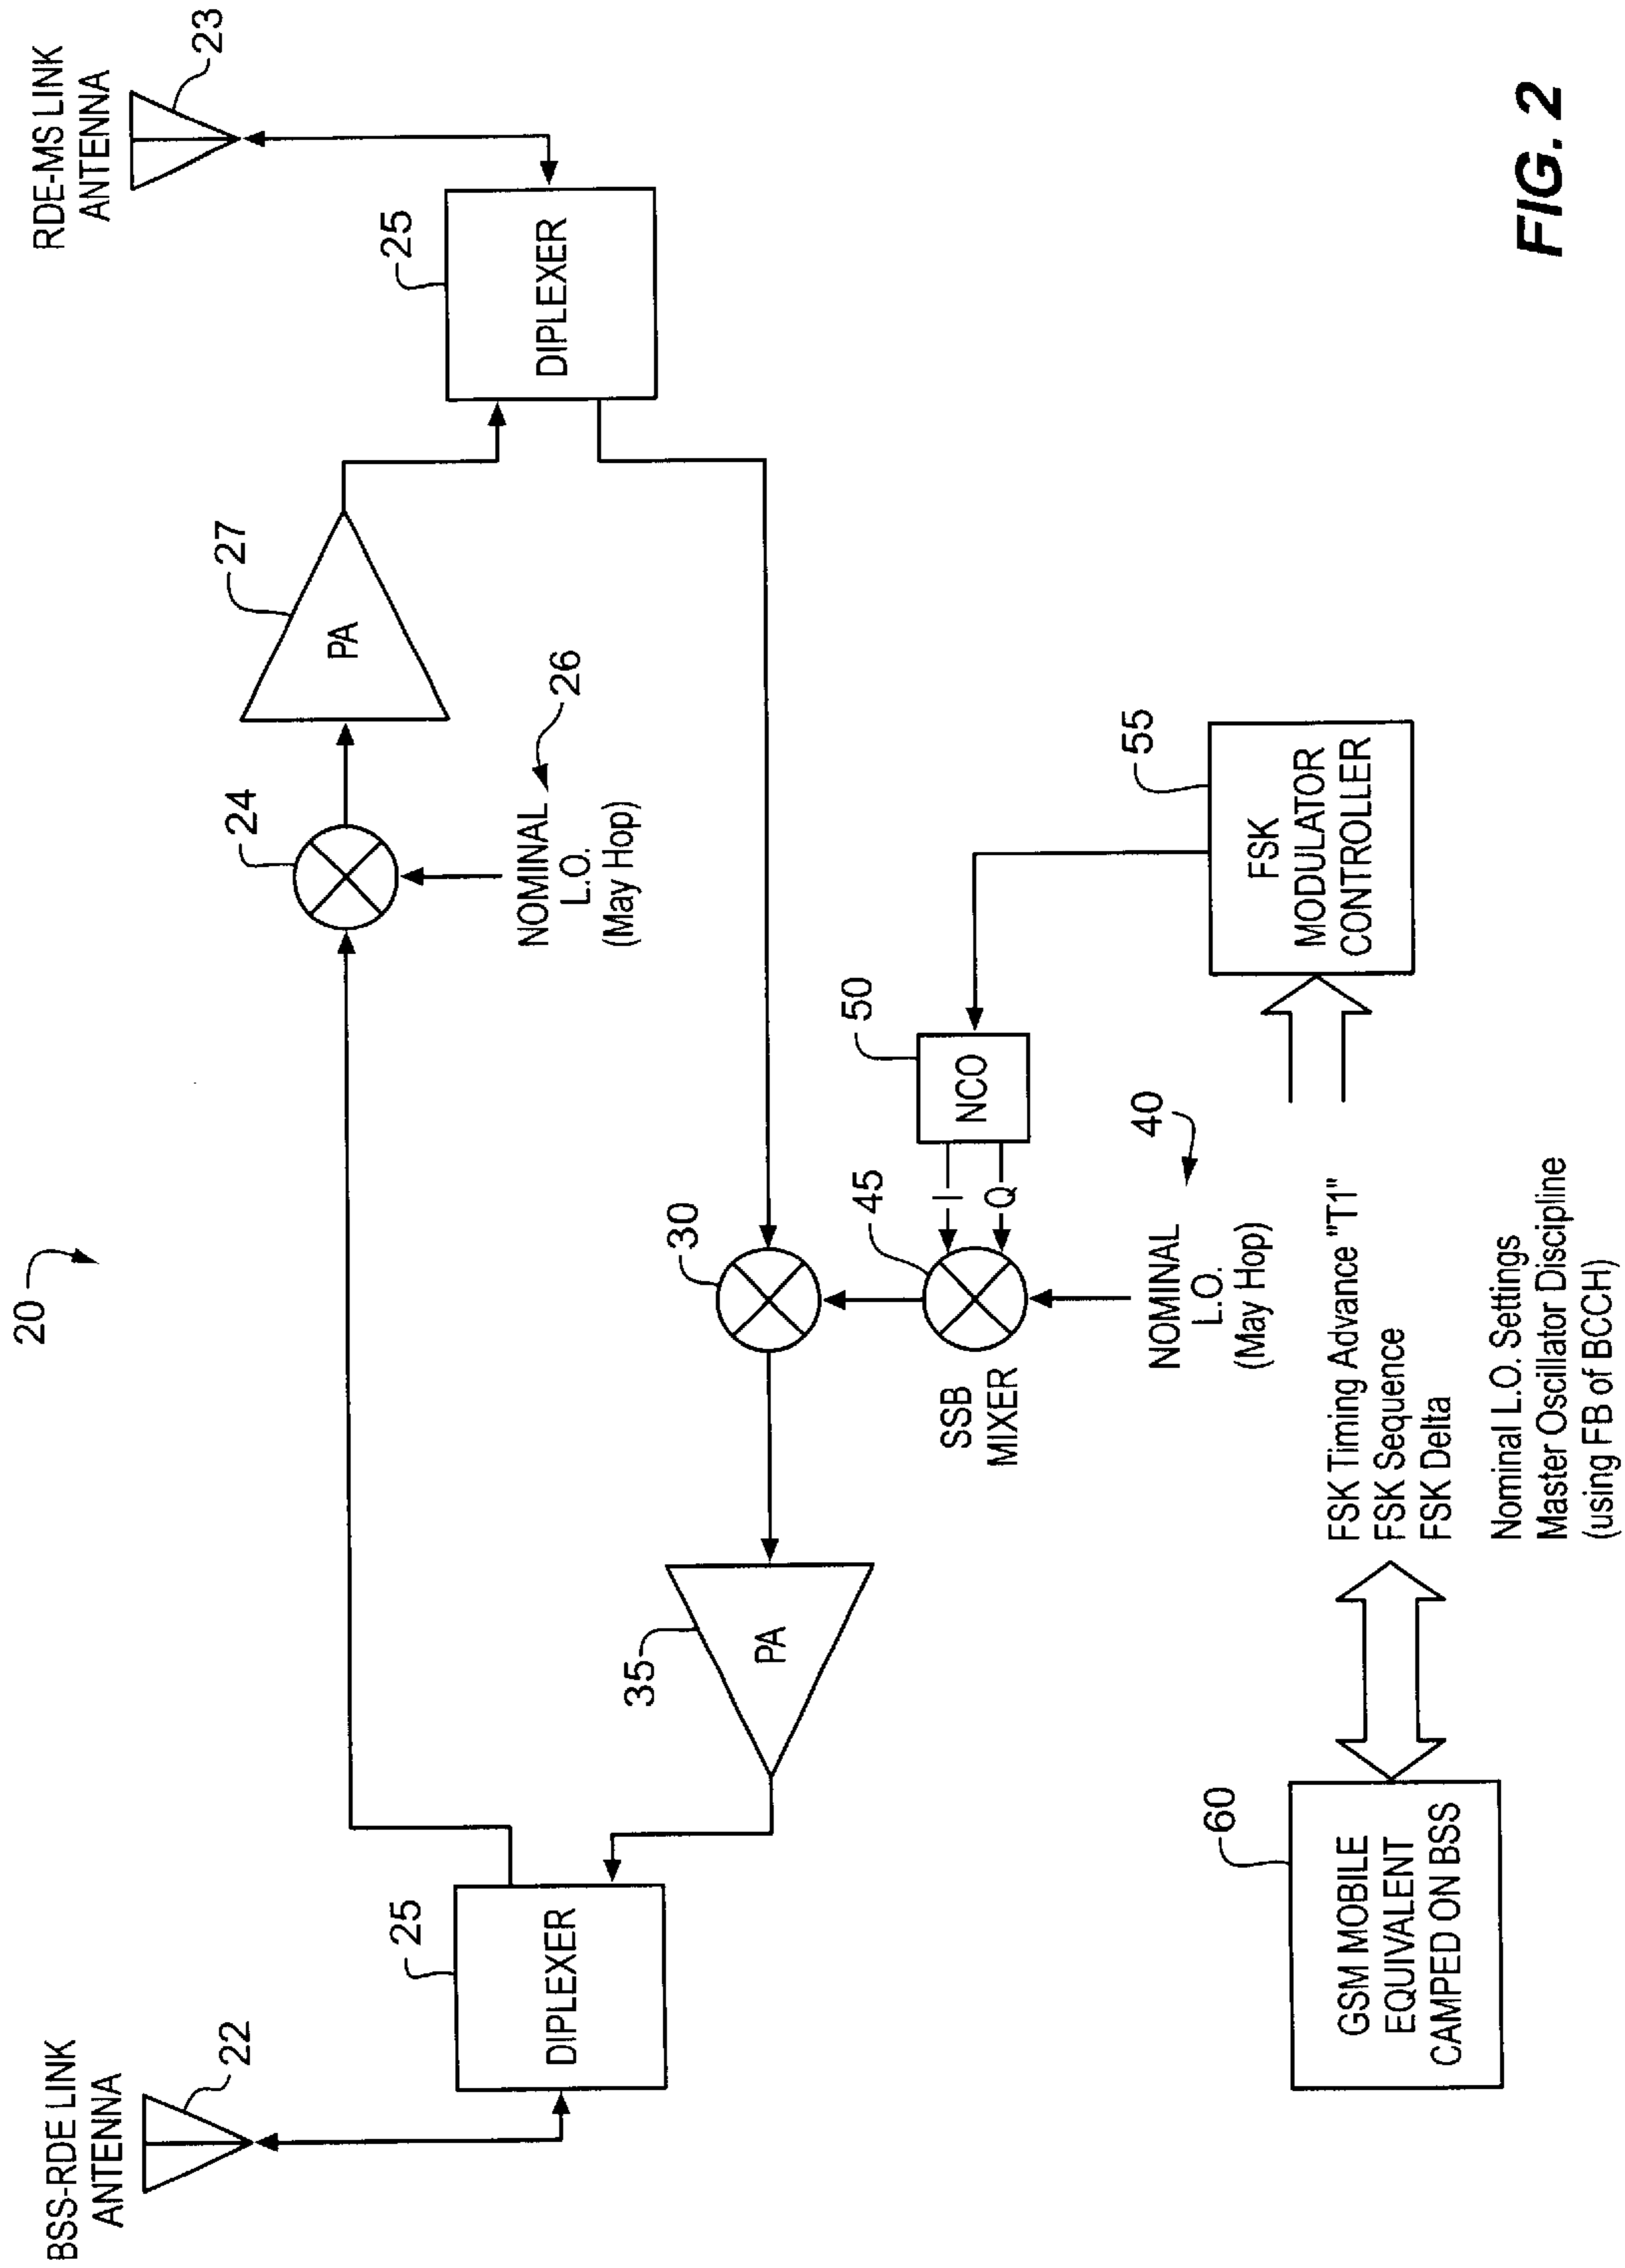 20
BSS-RDE LINK
ANTENNA
22
RDE-MS LINK
ANTENNA
23
25
DIPLEXER
24
27
PA
25
DIPLEXER
NOMINAL
L.O.
(May Hop)
26
35
PA
30
SSB
MIXER
45
I
Q
50
NCO
NOMINAL
L.O.
(May Hop)
40
55
FSK
MODULATOR
CONTROLLER
60
GSM MOBILE
EQUIVALENT
CAMPED ON BSS
FSK Timing Advance "T1"
FSK Sequence
FSK Delta
Nominal L.O. Settings
Master Oscillator Discipline
(using FB of BCCH)
FIG. 2